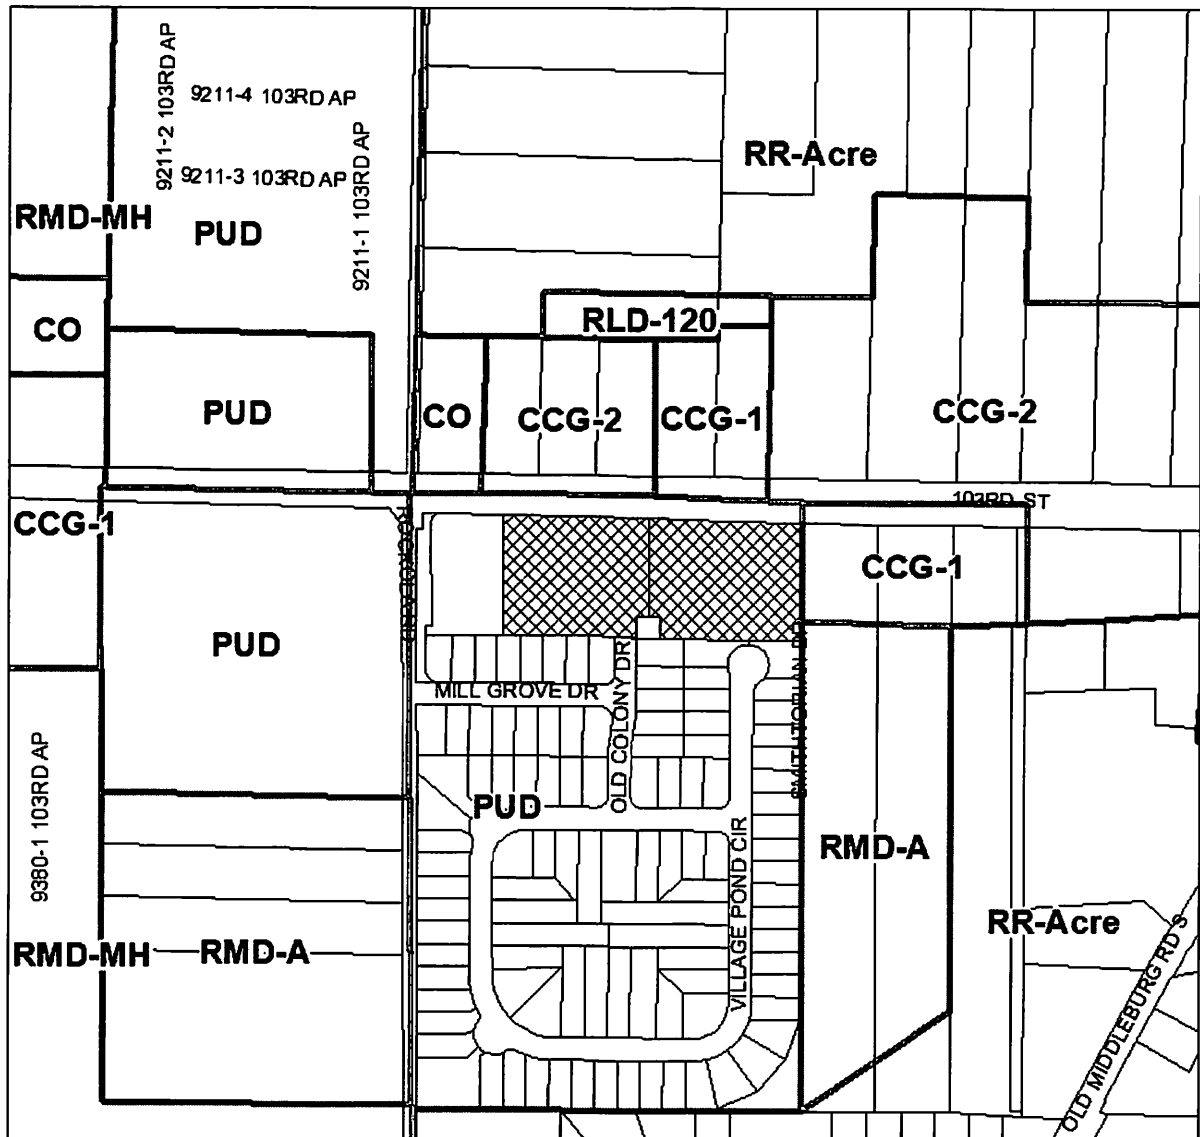 9211-2 103RD AP
9211-4 103RD AP
9211-3 103RD AP
9211-1 103RD AP
RR-Acre
RMD-MH
PUD
CO
RLD-120
PUD
CO
CCG-2
CCG-1
CCG-2
103RD ST
CCG-1
CCG-1
PUD
MILL GROVE DR
OLD COLONY DR
PUD
VILLAGE POND CIR
9380-1 103RD AP
RMD-A
RR-Acre
RMD-MH
RMD-A
OLD MIDDLEBURG RD S